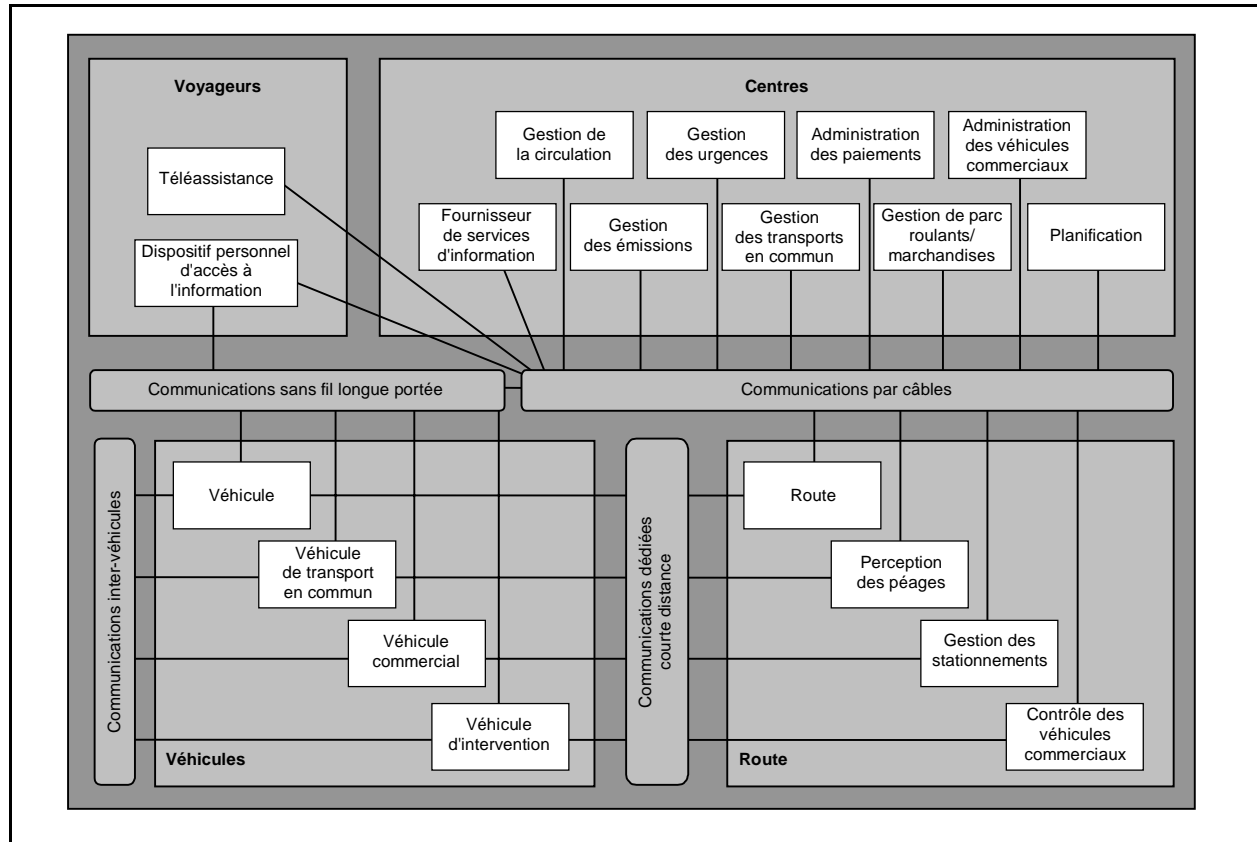 Voyageurs
Téléassistance
Dispositif personnel
d'accès à
l'information
Centres
Gestion de
la circulation
Gestion
des urgences
Administration
des paiements
Administration
des véhicules
commerciaux
Fournisseur
de services
d'information
Gestion
des émissions
Gestion
des transports
en commun
Gestion de parc
roulants/
marchandises
Planification
Communications sans fil longue portée
Communications par câbles
Communications inter-véhicules
Véhicule
Véhicule
de transport
en commun
Véhicule
commercial
Véhicule
d'intervention
Véhicules
Communications dédiées
courte distance
Route
Perception
des péages
Gestion des
stationnements
Contrôle des
véhicules
commerciaux
Route